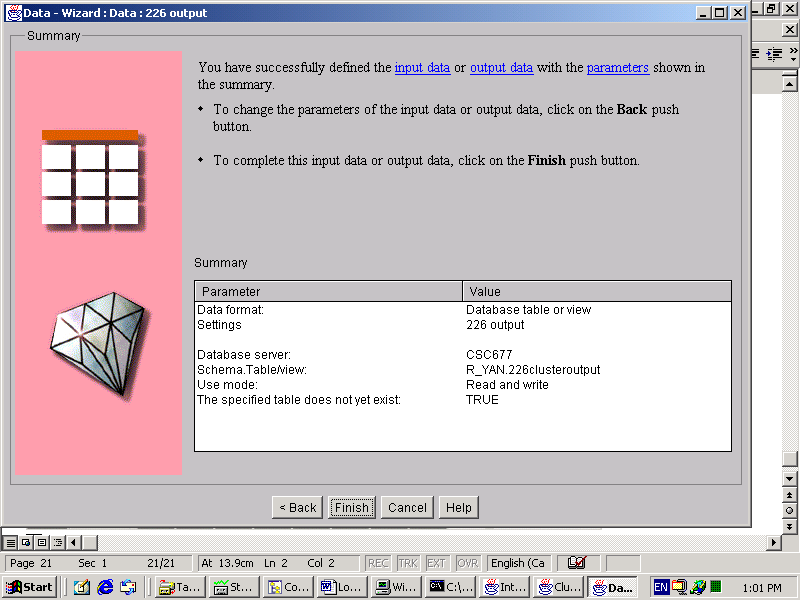 Data - Wizard : Data : 226 output
Summary
You have successfully defined the input data or output data with the parameters shown in
the summary.
To change the parameters of the input data or output data, click on the Back push
button.
To complete this input data or output data, click on the Finish push button.
Summary
Parameter Value
Data format: Database table or view
Settings 226 output
Database server: CSC677
Schema.Table/view: R_YAN.226clusteroutput
Use mode: Read and write
The specified table does not yet exist: TRUE
< Back Finish Cancel Help
Page 21 Sec 1 21/21 At 13.9cm Ln 2 Col 2 REC TRK EXT OVR English (Ca
Start Ta... St... Co... Lo... Wi... C:\... Int... Clu... Da... EN 1:01 PM